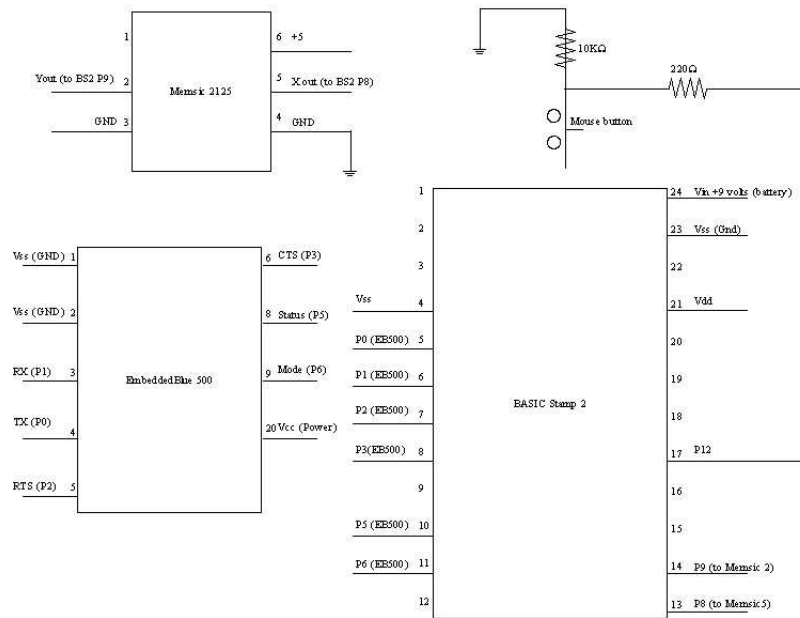 1
6 +5
Yout (to BS2 P9) 2
Memsic 2125
5 Xout (to BS2 P8)
GND 3
4 GND
10KΩ
220Ω
Mouse button
Vss (GND) 1
6 CTS (P3)
Vss (GND) 2
8 Status (P5)
RX (P1) 3
EmbeddedBlue 500
9 Mode (P6)
TX (P0) 4
20 Vcc (Power)
RTS (P2) 5
1
24 Vin +9 volts (battery)
2
23 Vss (Gnd)
3
22
Vss 4
21 Vdd
P0 (EB500) 5
20
P1 (EB500) 6
19
BASIC Stamp 2
P2 (EB500) 7
18
P3(EB500) 8
17 P12
9
16
P5 (EB500) 10
15
P6 (EB500) 11
14 P9 (to Memsic 2)
12
13 P8 (to Memsic5)